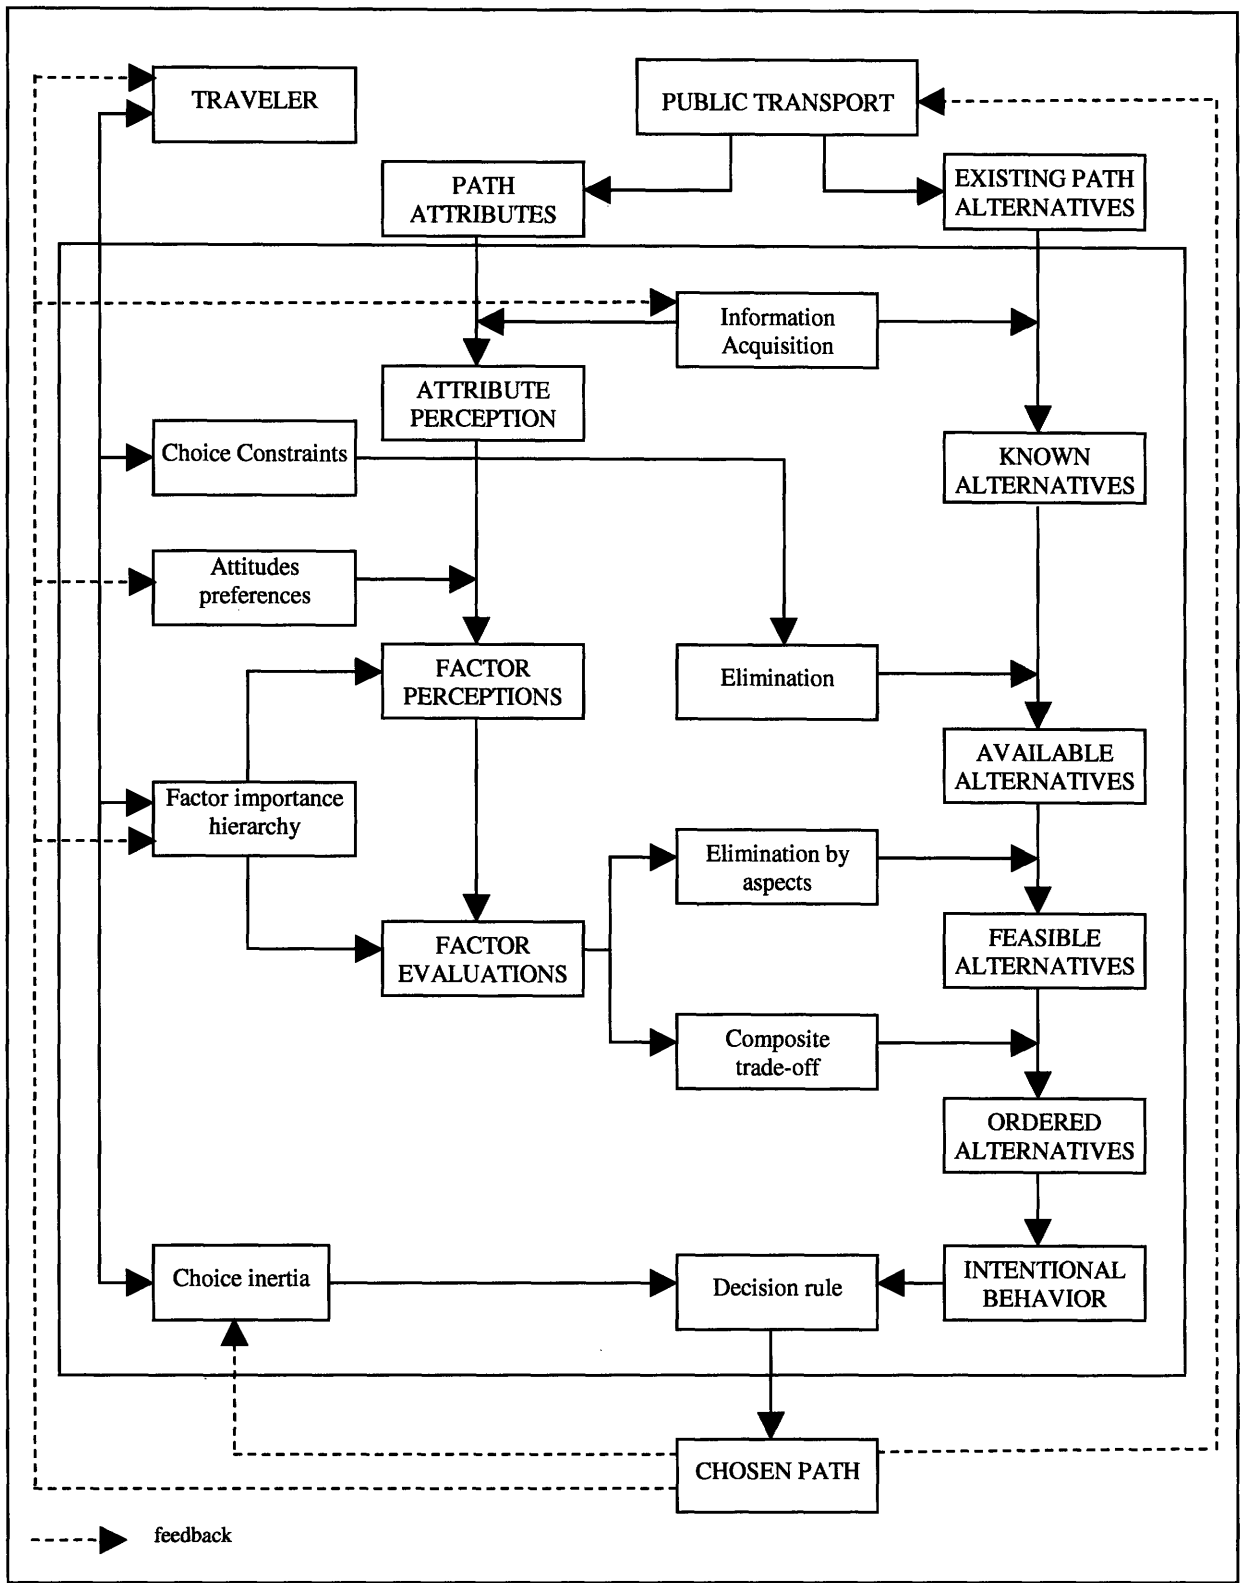 TRAVELER
PUBLIC TRANSPORT
PATH
ATTRIBUTES
EXISTING PATH
ALTERNATIVES
Information
Acquisition
ATTRIBUTE
PERCEPTION
Choice Constraints
KNOWN
ALTERNATIVES
Attitudes
preferences
FACTOR
PERCEPTIONS
Elimination
AVAILABLE
ALTERNATIVES
Factor importance
hierarchy
Elimination by
aspects
FACTOR
EVALUATIONS
FEASIBLE
ALTERNATIVES
Composite
trade-off
ORDERED
ALTERNATIVES
Choice inertia
Decision rule
INTENTIONAL
BEHAVIOR
CHOSEN PATH
feedback